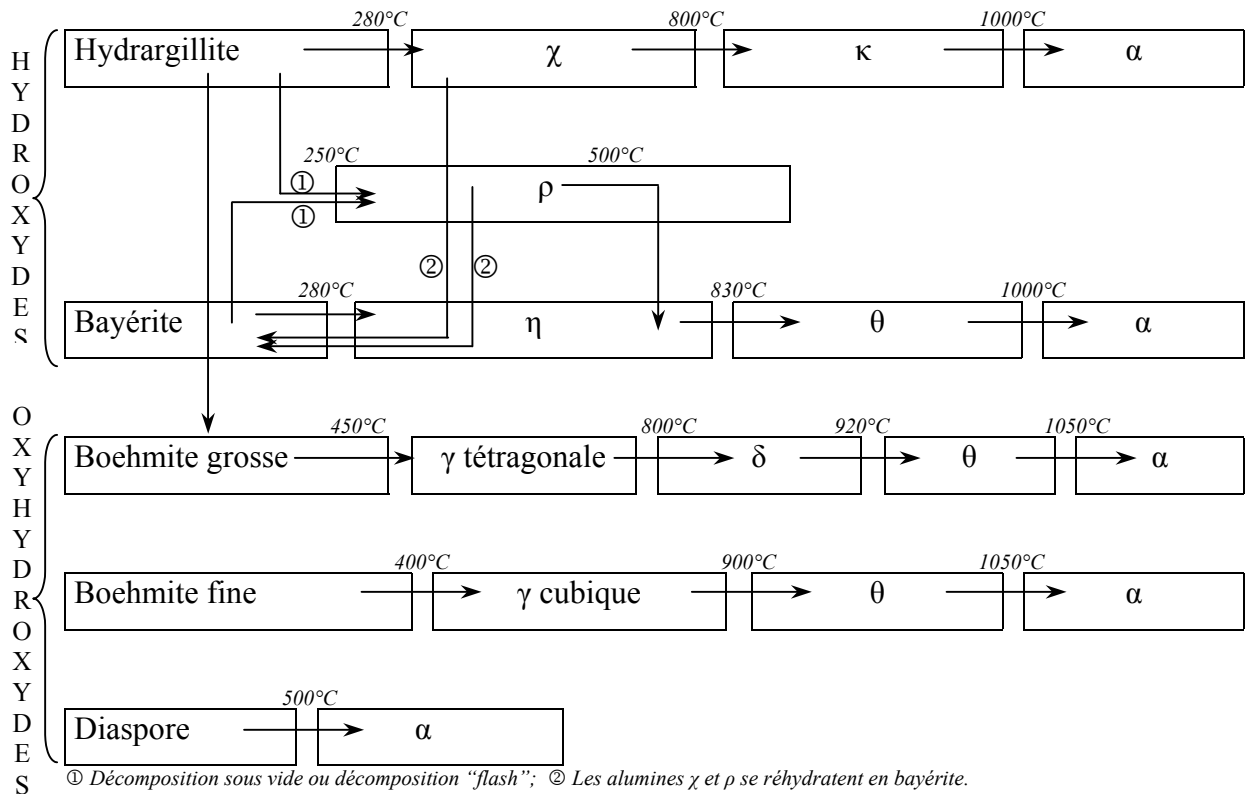 280°C 800°C 1000°C
HYDROXYDES
Hydrargillite χ κ α
250°C 500°C
① ρ
①
② ②
280°C 830°C 1000°C
Bayérite η θ α
OXYHYDROXYDES
450°C 800°C 920°C 1050°C
Boehmite grosse γ tétragonale δ θ α
400°C 900°C 1050°C
Boehmite fine γ cubique θ α
500°C
Diaspore α
① Décomposition sous vide ou décomposition “flash”; ② Les alumines χ et ρ se réhydratent en bayérite.